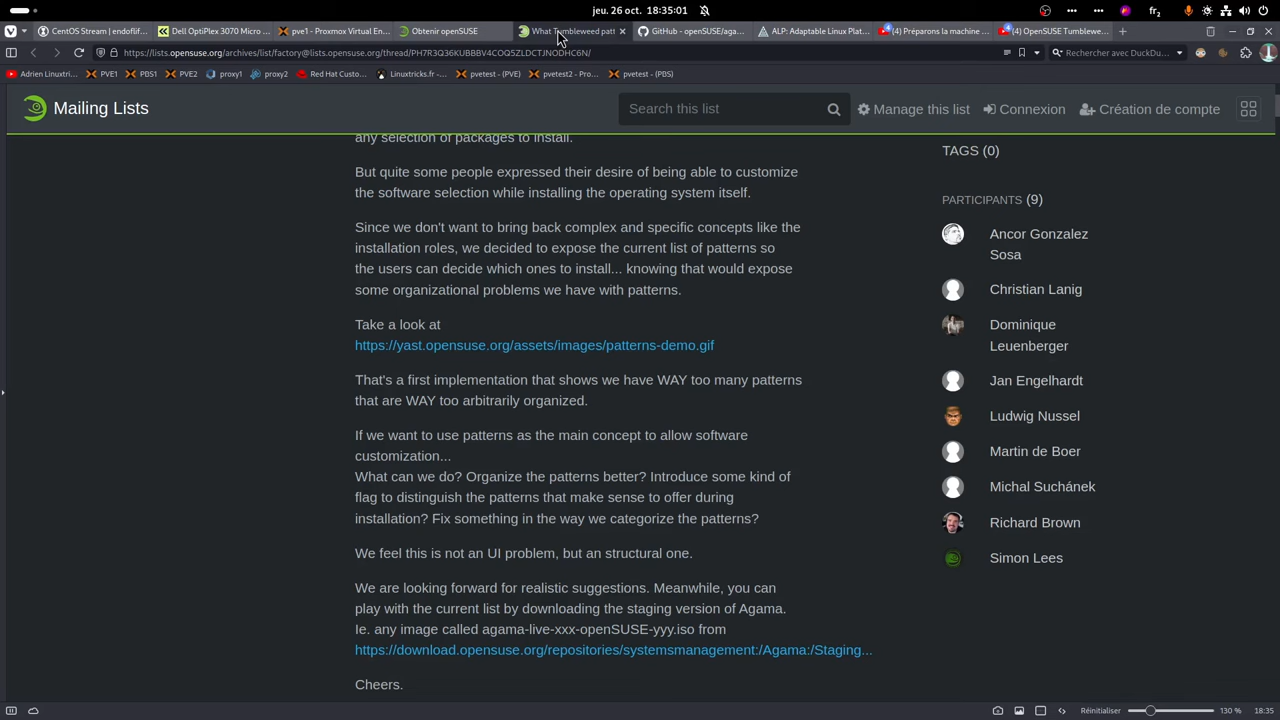 jeu. 26 oct. 18:35:01
fr₂
CentOS Stream | endoflif
Dell OptiPlex 3070 Micro
pve1 - Proxmox Virtual En
Obtenir openSUSE
What Tumbleweed patt
GitHub - openSUSE/aga
ALP: Adaptable Linux Plat
(4) Préparons la machine
(4) OpenSUSE Tumblewe
https://lists.opensuse.org/archives/list/factory@lists.opensuse.org/thread/PH7R3Q36KUBBBV4COQ5ZLDCTJNODHC6N/
Rechercher avec DuckDu
Adrien Linuxtri...
PVE1
PBS1
PVE2
proxy1
proxy2
Red Hat Custo...
Linuxtricks.fr -...
pvetest - (PVE)
pvetest2 - Pro...
pvetest - (PBS)
Mailing Lists
Search this list
Manage this list
Connexion
Création de compte
any selection of packages to install.
But quite some people expressed their desire of being able to customize
the software selection while installing the operating system itself.
Since we don't want to bring back complex and specific concepts like the
installation roles, we decided to expose the current list of patterns so
the users can decide which ones to install... knowing that would expose
some organizational problems we have with patterns.
Take a look at
https://yast.opensuse.org/assets/images/patterns-demo.gif
That's a first implementation that shows we have WAY too many patterns
that are WAY too arbitrarily organized.
If we want to use patterns as the main concept to allow software
customization...
What can we do? Organize the patterns better? Introduce some kind of
flag to distinguish the patterns that make sense to offer during
installation? Fix something in the way we categorize the patterns?
We feel this is not an UI problem, but an structural one.
We are looking forward for realistic suggestions. Meanwhile, you can
play with the current list by downloading the staging version of Agama.
Ie. any image called agama-live-xxx-openSUSE-yyy.iso from
https://download.opensuse.org/repositories/systemsmanagement:/Agama:/Staging...
Cheers.
TAGS (0)
PARTICIPANTS (9)
Ancor Gonzalez
Sosa
Christian Lanig
Dominique
Leuenberger
Jan Engelhardt
Ludwig Nussel
Martin de Boer
Michal Suchánek
Richard Brown
Simon Lees
Réinitialiser
130 %
18:35